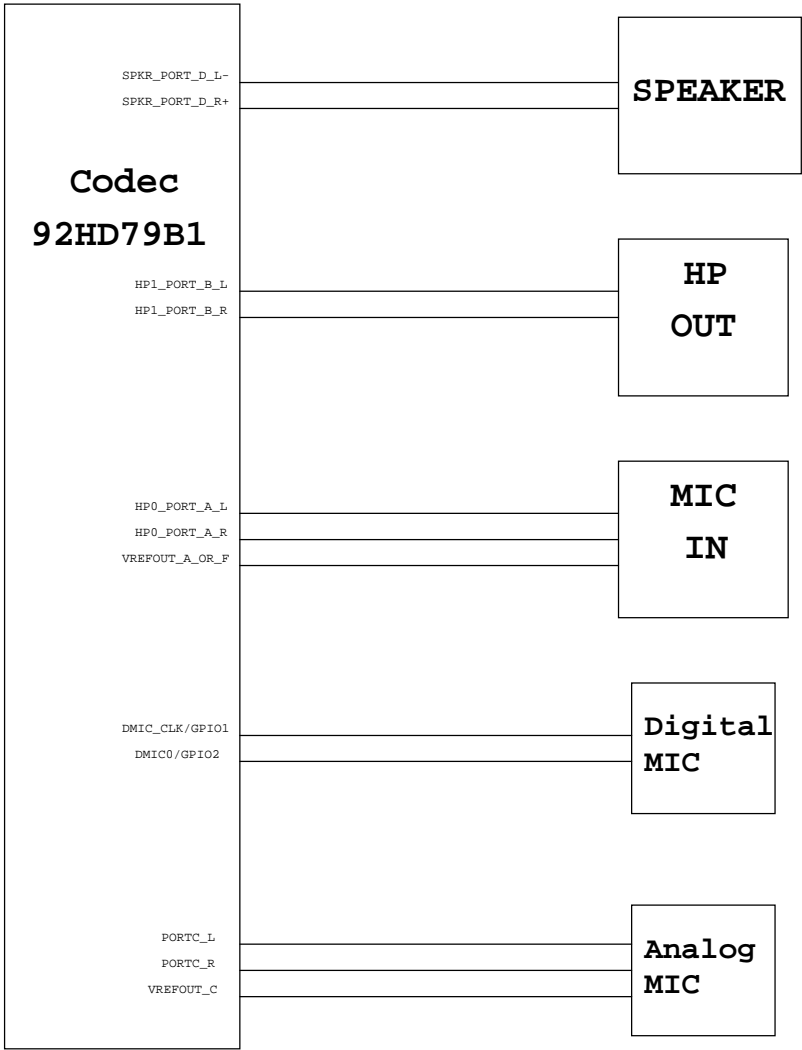 SPKR_PORT_D_L-
SPKR_PORT_D_R+
SPEAKER
Codec
92HD79B1
HP1_PORT_B_L
HP1_PORT_B_R
HP
OUT
HP0_PORT_A_L
HP0_PORT_A_R
VREFOUT_A_OR_F
MIC
IN
DMIC_CLK/GPIO1
DMIC0/GPIO2
Digital
MIC
PORTC_L
PORTC_R
VREFOUT_C
Analog
MIC